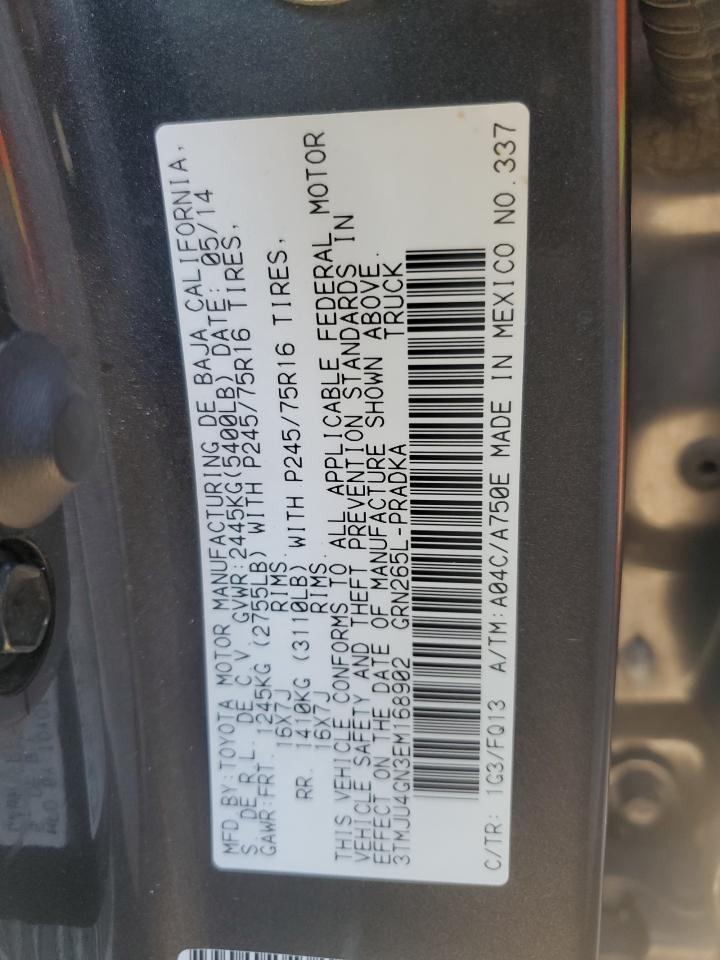 MFD. BY: TOYOTA MOTOR MANUFACTURING DE BAJA CALIFORNIA,
S. DE R.L. DE C.V. GVWR: 2445KG(5400LB) DATE: 05/14
GAWR: FRT. 1245KG (2755LB) WITH P245/75R16 TIRES,
16X7J RIMS.
RR. 1410KG (3110LB) WITH P245/75R16 TIRES,
16X7J RIMS.
THIS VEHICLE CONFORMS TO ALL APPLICABLE FEDERAL MOTOR
VEHICLE SAFETY AND THEFT PREVENTION STANDARDS IN
EFFECT ON THE DATE OF MANUFACTURE SHOWN ABOVE.
3TMJU4GN3EM168902 GRN265L-PRADKA TRUCK
C/TR: 1G3/FQ13 A/TM: A04C/A750E MADE IN MEXICO NO.337